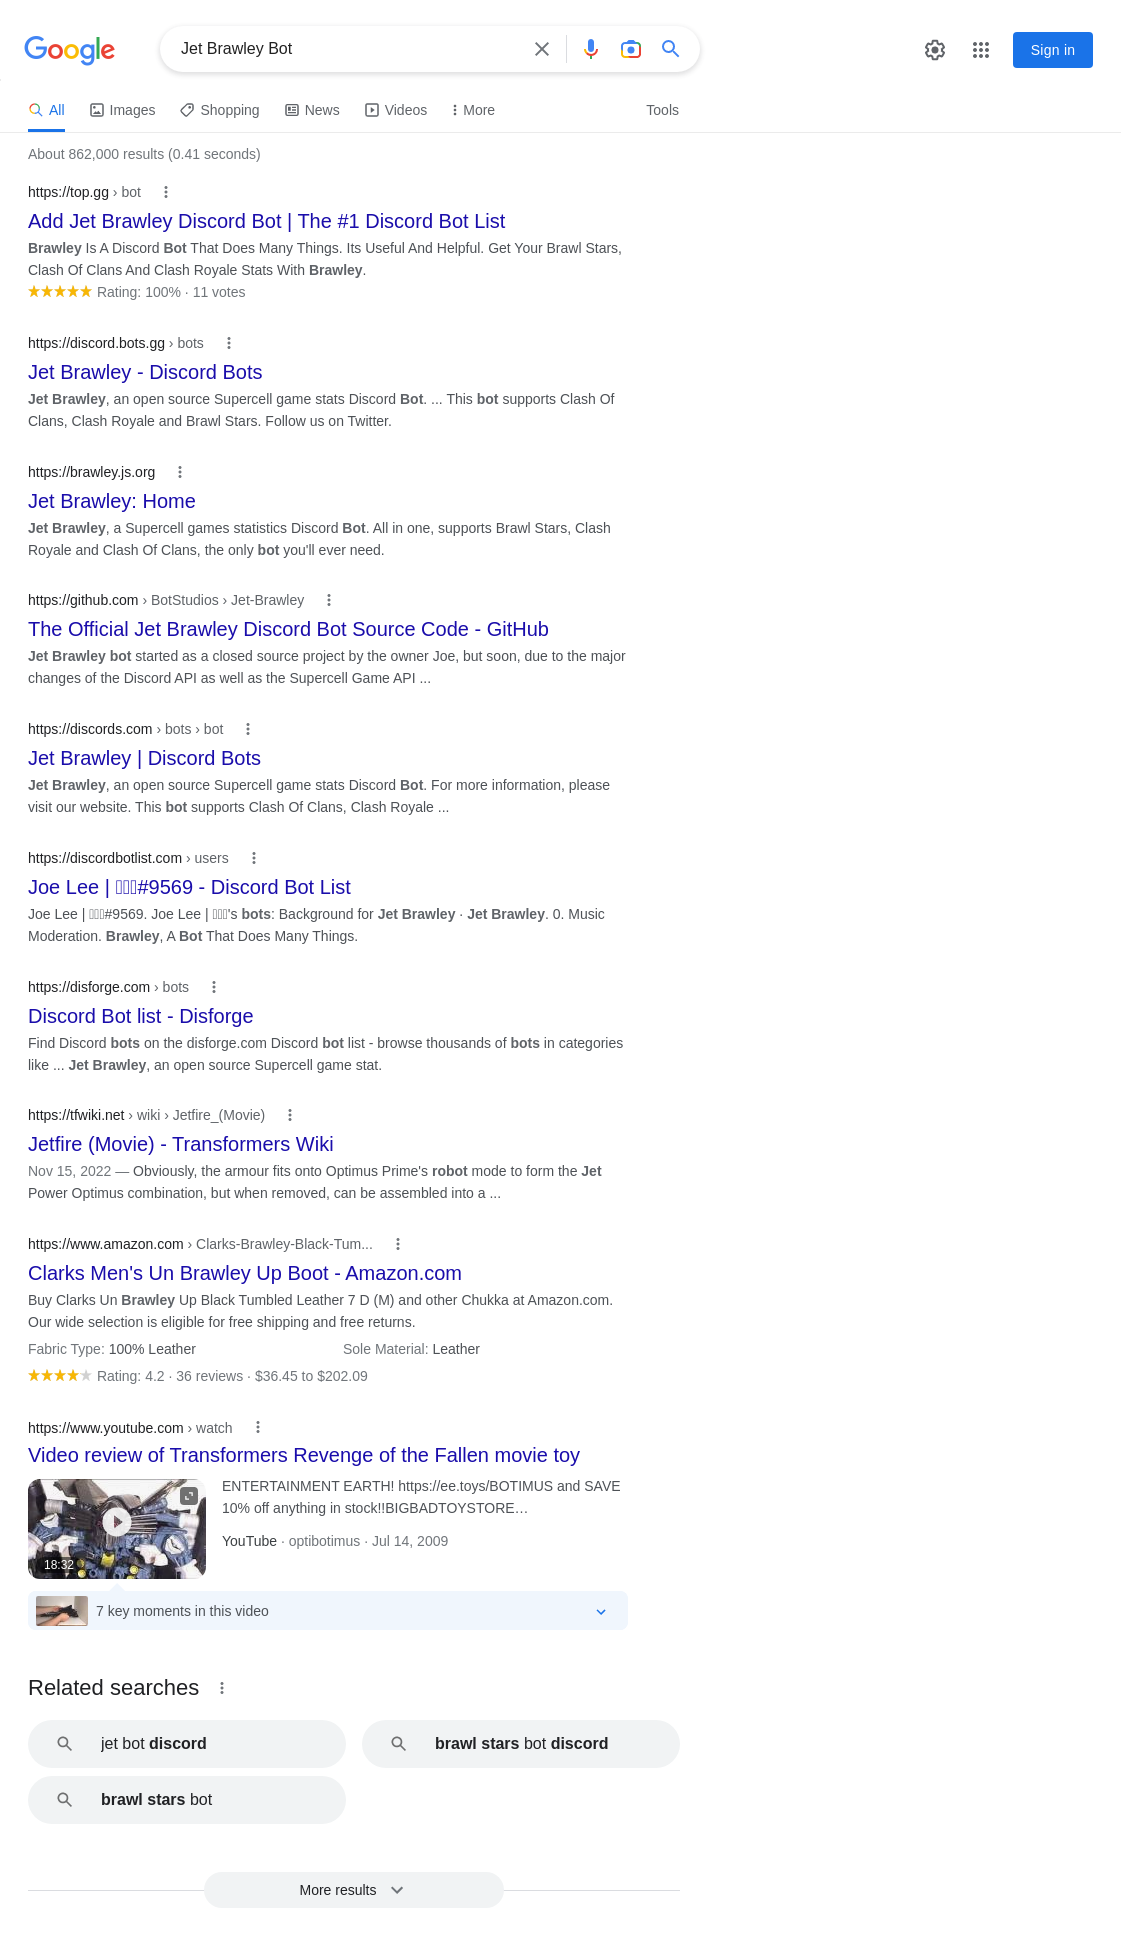 Google
Jet Brawley Bot
Sign in
All
Images
Shopping
News
Videos
More
Tools
About 862,000 results (0.41 seconds)
https://top.gg › bot
Add Jet Brawley Discord Bot | The #1 Discord Bot List
Brawley Is A Discord Bot That Does Many Things. Its Useful And Helpful. Get Your Brawl Stars,
Clash Of Clans And Clash Royale Stats With Brawley.
Rating: 100% · 11 votes
https://discord.bots.gg › bots
Jet Brawley - Discord Bots
Jet Brawley, an open source Supercell game stats Discord Bot. ... This bot supports Clash Of
Clans, Clash Royale and Brawl Stars. Follow us on Twitter.
https://brawley.js.org
Jet Brawley: Home
Jet Brawley, a Supercell games statistics Discord Bot. All in one, supports Brawl Stars, Clash
Royale and Clash Of Clans, the only bot you'll ever need.
https://github.com › BotStudios › Jet-Brawley
The Official Jet Brawley Discord Bot Source Code - GitHub
Jet Brawley bot started as a closed source project by the owner Joe, but soon, due to the major
changes of the Discord API as well as the Supercell Game API ...
https://discords.com › bots › bot
Jet Brawley | Discord Bots
Jet Brawley, an open source Supercell game stats Discord Bot. For more information, please
visit our website. This bot supports Clash Of Clans, Clash Royale ...
https://discordbotlist.com › users
Joe Lee | #9569 - Discord Bot List
Joe Lee | #9569. Joe Lee | 's bots: Background for Jet Brawley · Jet Brawley. 0. Music
Moderation. Brawley, A Bot That Does Many Things.
https://disforge.com › bots
Discord Bot list - Disforge
Find Discord bots on the disforge.com Discord bot list - browse thousands of bots in categories
like ... Jet Brawley, an open source Supercell game stat.
https://tfwiki.net › wiki › Jetfire_(Movie)
Jetfire (Movie) - Transformers Wiki
Nov 15, 2022 — Obviously, the armour fits onto Optimus Prime's robot mode to form the Jet
Power Optimus combination, but when removed, can be assembled into a ...
https://www.amazon.com › Clarks-Brawley-Black-Tum...
Clarks Men's Un Brawley Up Boot - Amazon.com
Buy Clarks Un Brawley Up Black Tumbled Leather 7 D (M) and other Chukka at Amazon.com.
Our wide selection is eligible for free shipping and free returns.
Fabric Type: 100% Leather
Sole Material: Leather
Rating: 4.2 · 36 reviews · $36.45 to $202.09
https://www.youtube.com › watch
Video review of Transformers Revenge of the Fallen movie toy
ENTERTAINMENT EARTH! https://ee.toys/BOTIMUS and SAVE
10% off anything in stock!!BIGBADTOYSTORE…
YouTube · optibotimus · Jul 14, 2009
18:32
7 key moments in this video
Related searches
jet bot discord
brawl stars bot discord
brawl stars bot
More results